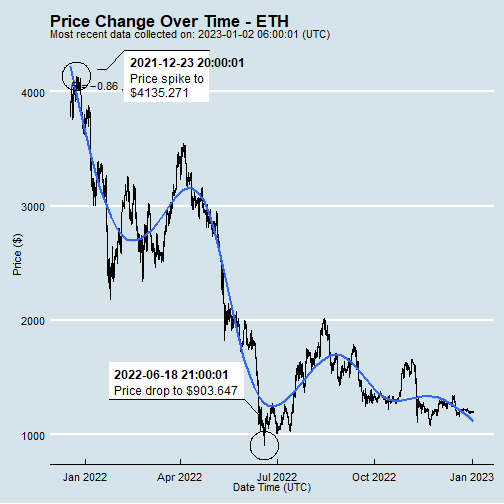 Price Change Over Time - ETH
Most recent data collected on: 2023-01-02 06:00:01 (UTC)
2021-12-23 20:00:01
Price spike to
$4135.271
-0.86 ,
4000
3000
Price ($)
2000
2022-06-18 21:00:01
Price drop to $903.647
1000
Jan 2022 Apr 2022 Jul 2022 Oct 2022 Jan 2023
Date Time (UTC)